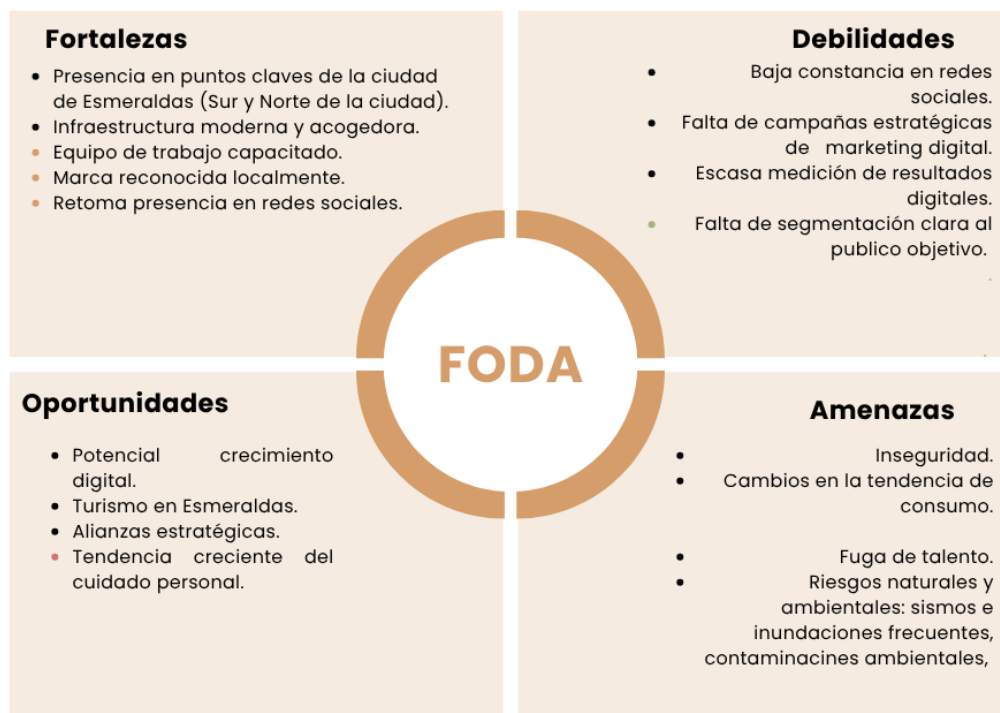 Fortalezas
• Presencia en puntos claves de la ciudad
de Esmeraldas (Sur y Norte de la ciudad).
• Infraestructura moderna y acogedora.
• Equipo de trabajo capacitado.
• Marca reconocida localmente.
• Retoma presencia en redes sociales.
Debilidades
• Baja constancia en redes
sociales.
• Falta de campañas estratégicas
de marketing digital.
• Escasa medición de resultados
digitales.
• Falta de segmentación clara al
publico objetivo.
.
.
FODA
Oportunidades
• Potencial crecimiento
digital.
• Turismo en Esmeraldas.
• Alianzas estratégicas.
• Tendencia creciente del
cuidado personal.
Amenazas
• Inseguridad.
• Cambios en la tendencia de
consumo.
• Fuga de talento.
• Riesgos naturales y
ambientales: sismos e
inundaciones frecuentes,
contaminacines ambientales,